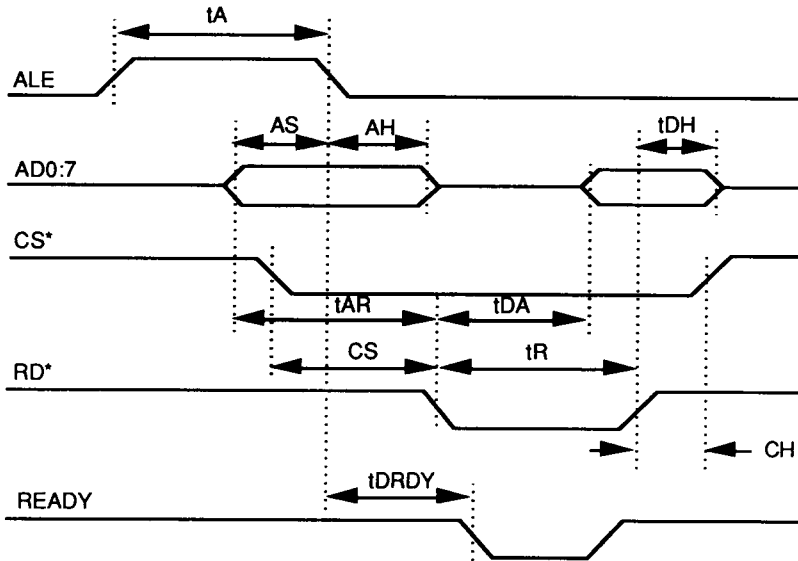 tA
ALE
AS AH tDH
AD0:7
CS*
tAR tDA
CS tR
RD*
CH
tDRDY
READY